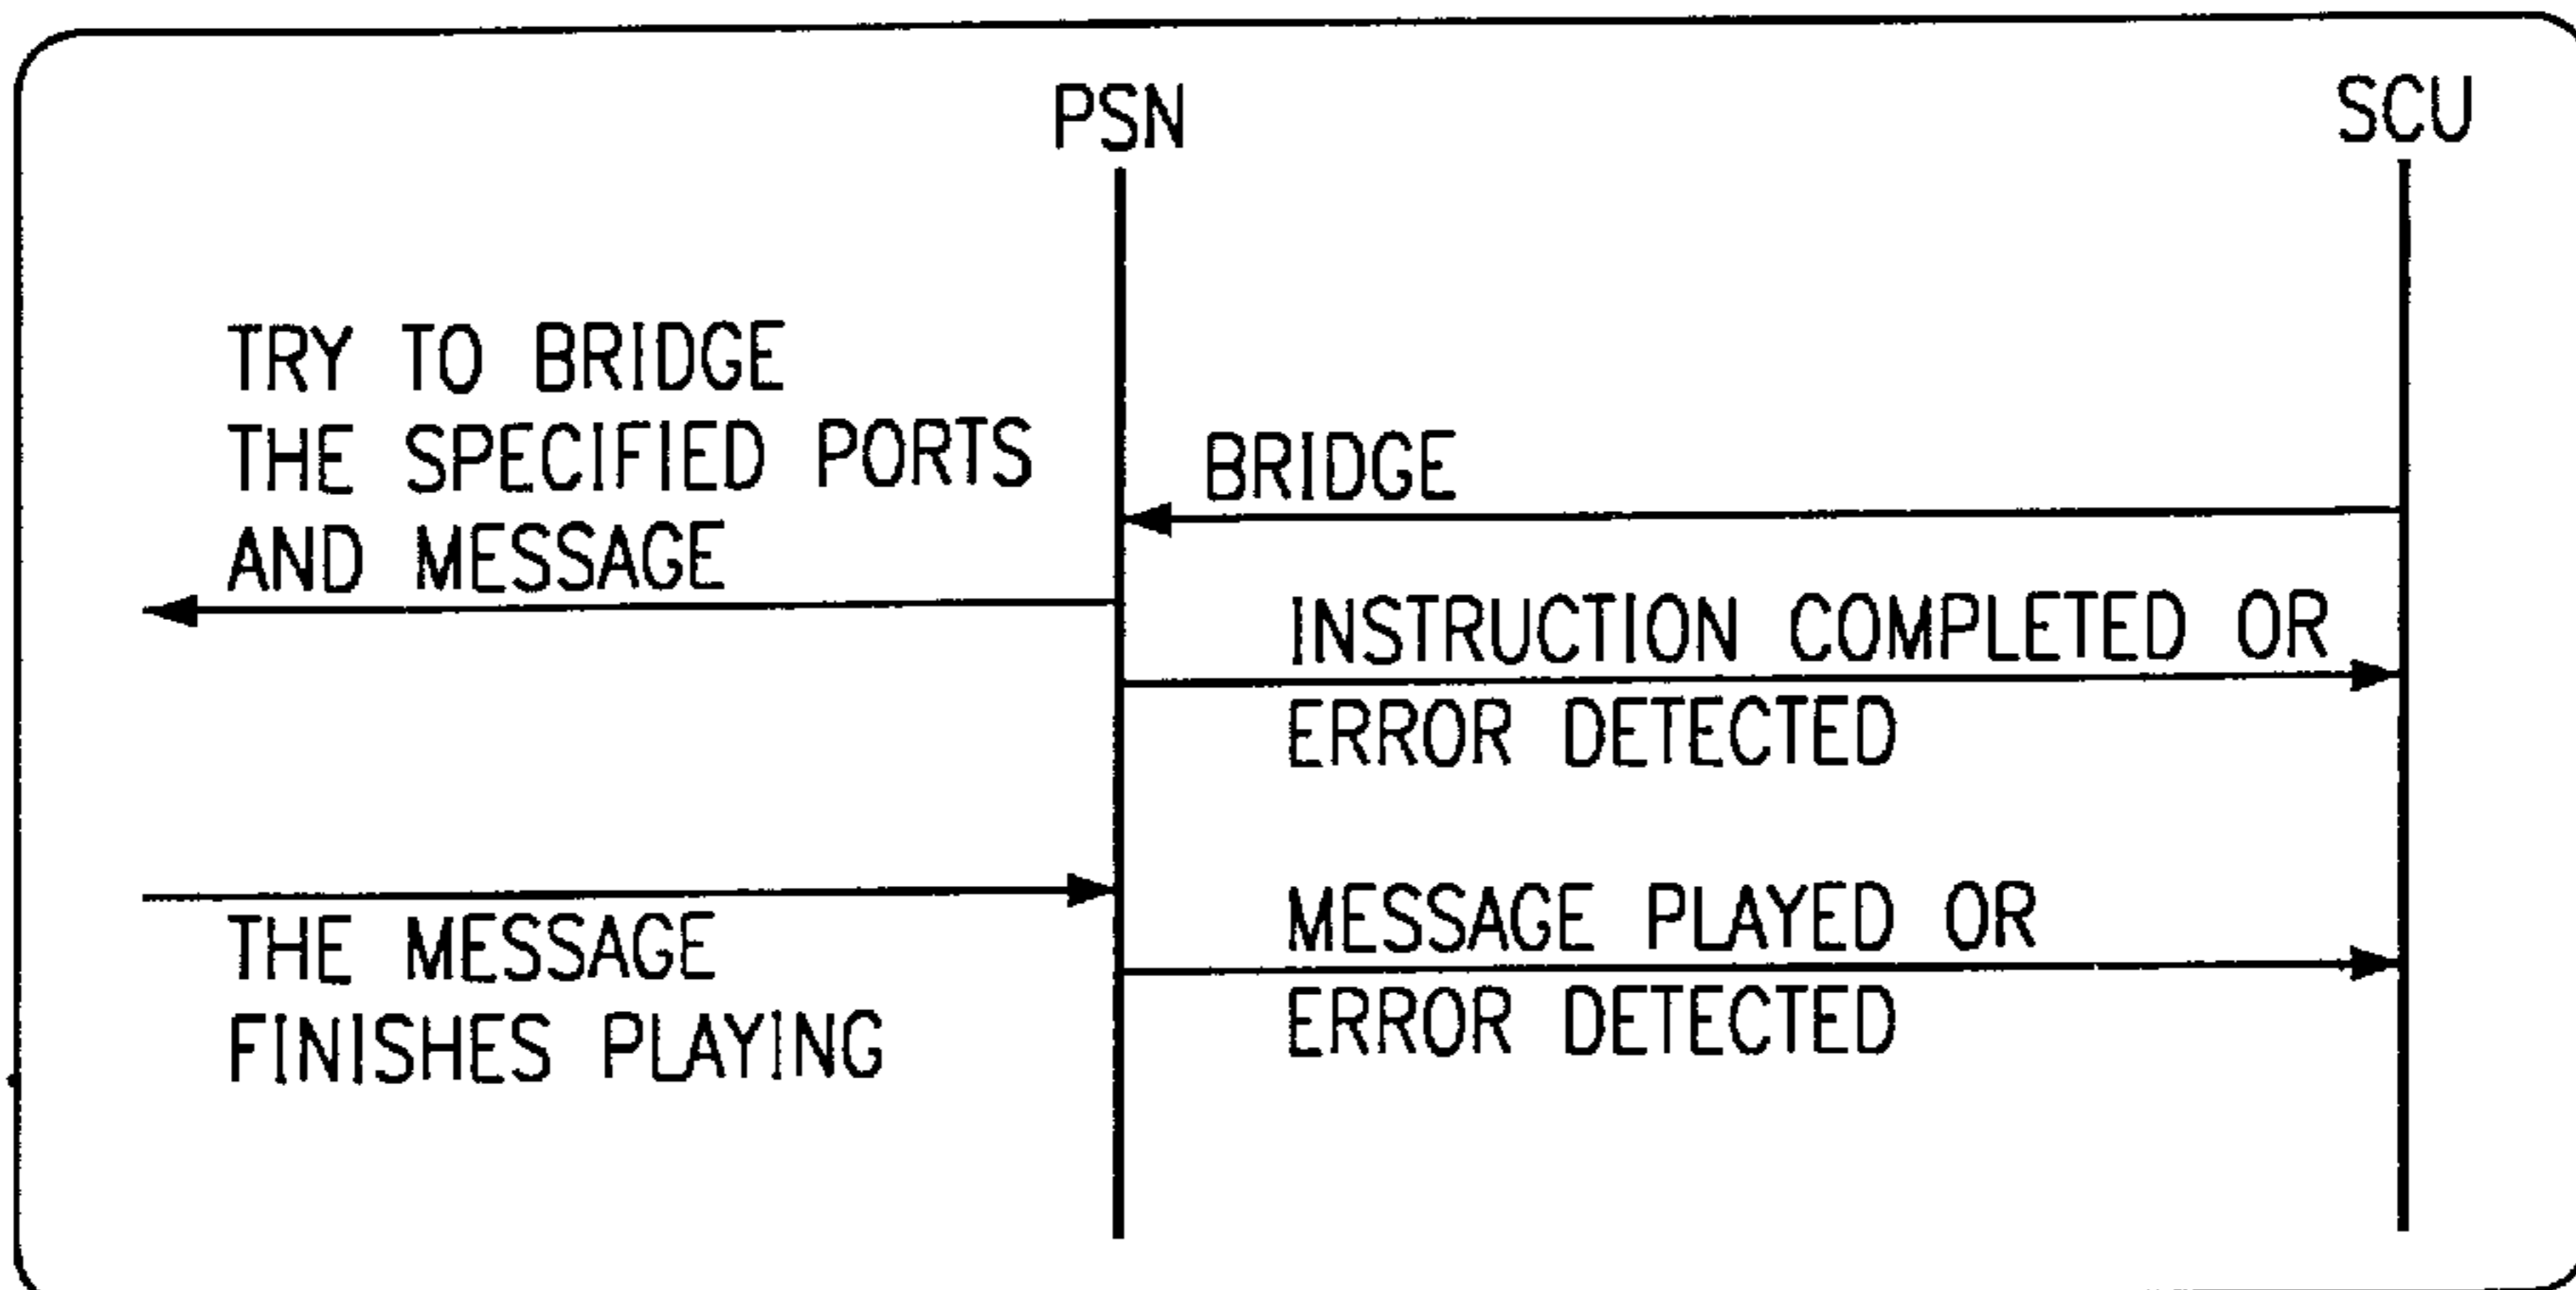 PSN
SCU
TRY TO BRIDGE
THE SPECIFIED PORTS
AND MESSAGE
BRIDGE
INSTRUCTION COMPLETED OR
ERROR DETECTED
THE MESSAGE
FINISHES PLAYING
MESSAGE PLAYED OR
ERROR DETECTED